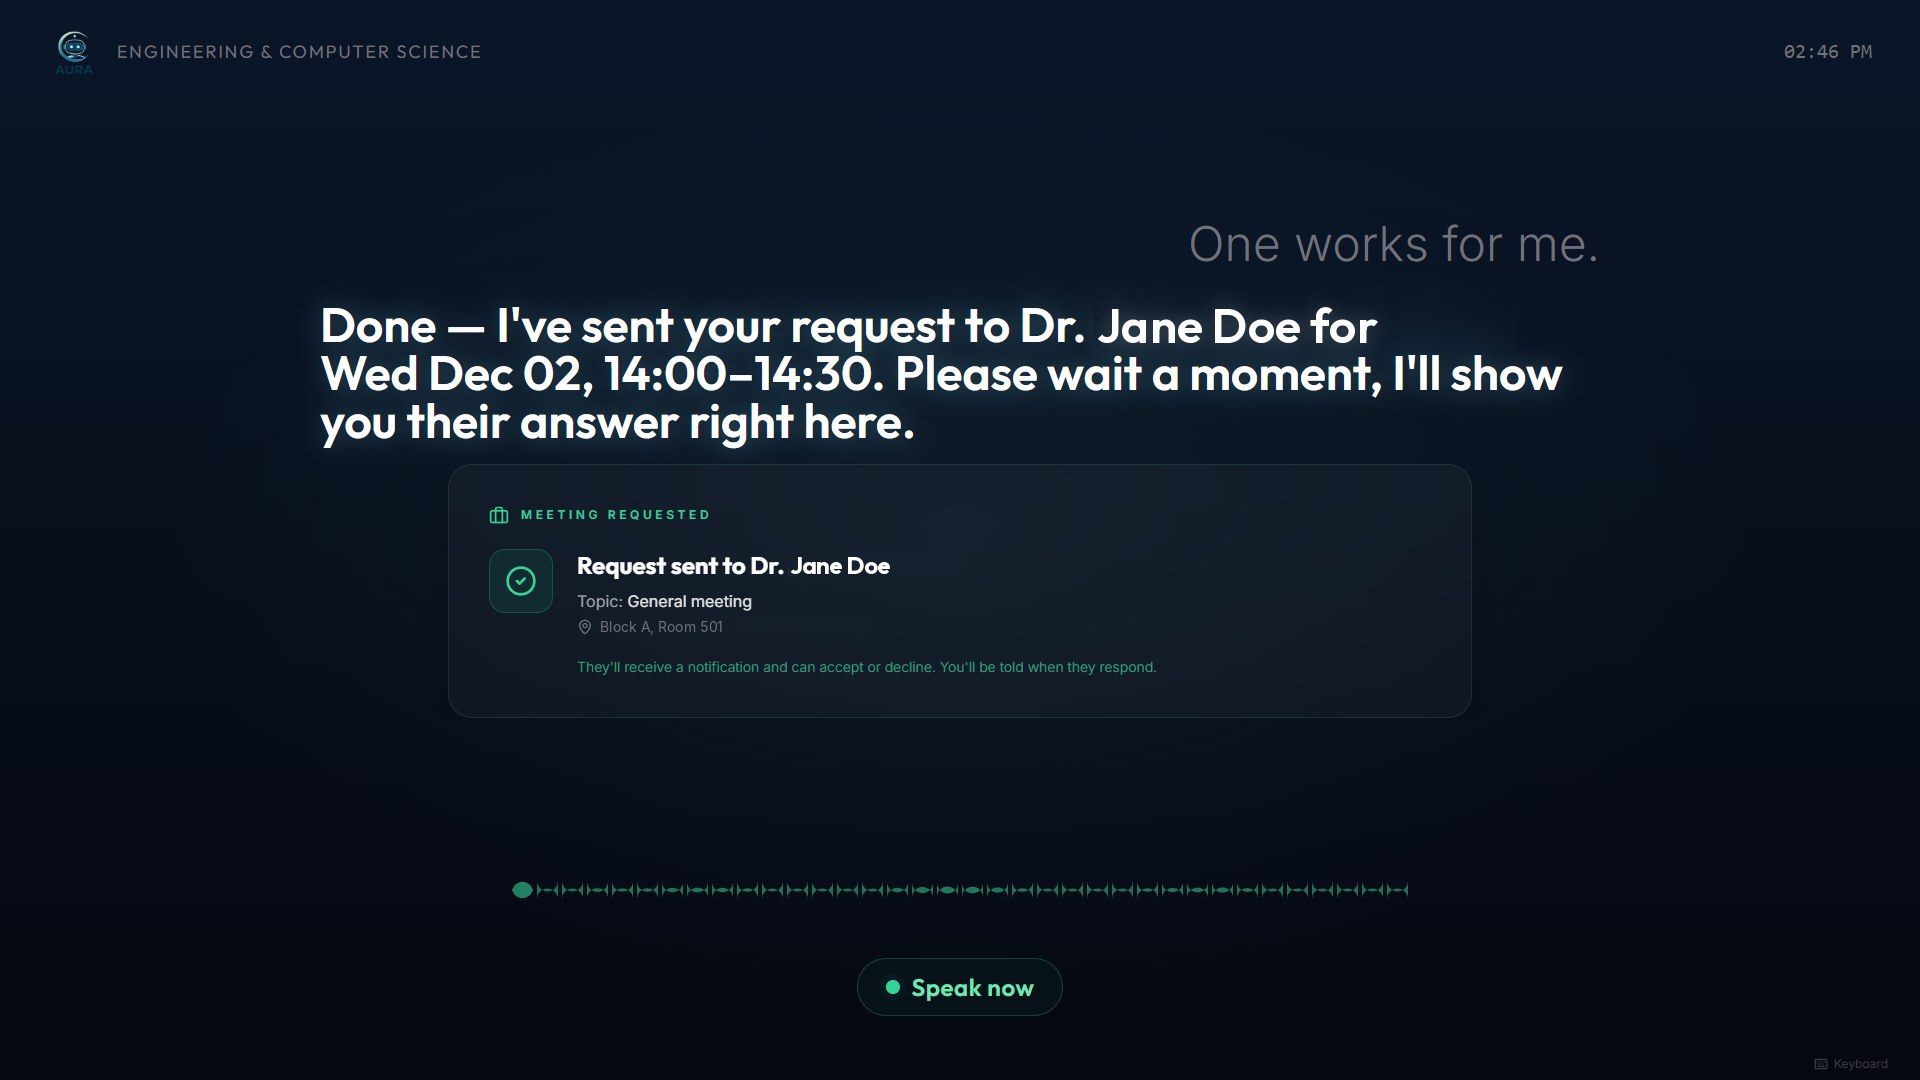 AURA
ENGINEERING & COMPUTER SCIENCE
02:46 PM
One works for me.
Done — I've sent your request to Dr. Jane Doe for
Wed Dec 02, 14:00–14:30. Please wait a moment, I'll show
you their answer right here.
MEETING REQUESTED
Request sent to Dr. Jane Doe
Topic: General meeting
Block A, Room 501
They'll receive a notification and can accept or decline. You'll be told when they respond.
Speak now
Keyboard